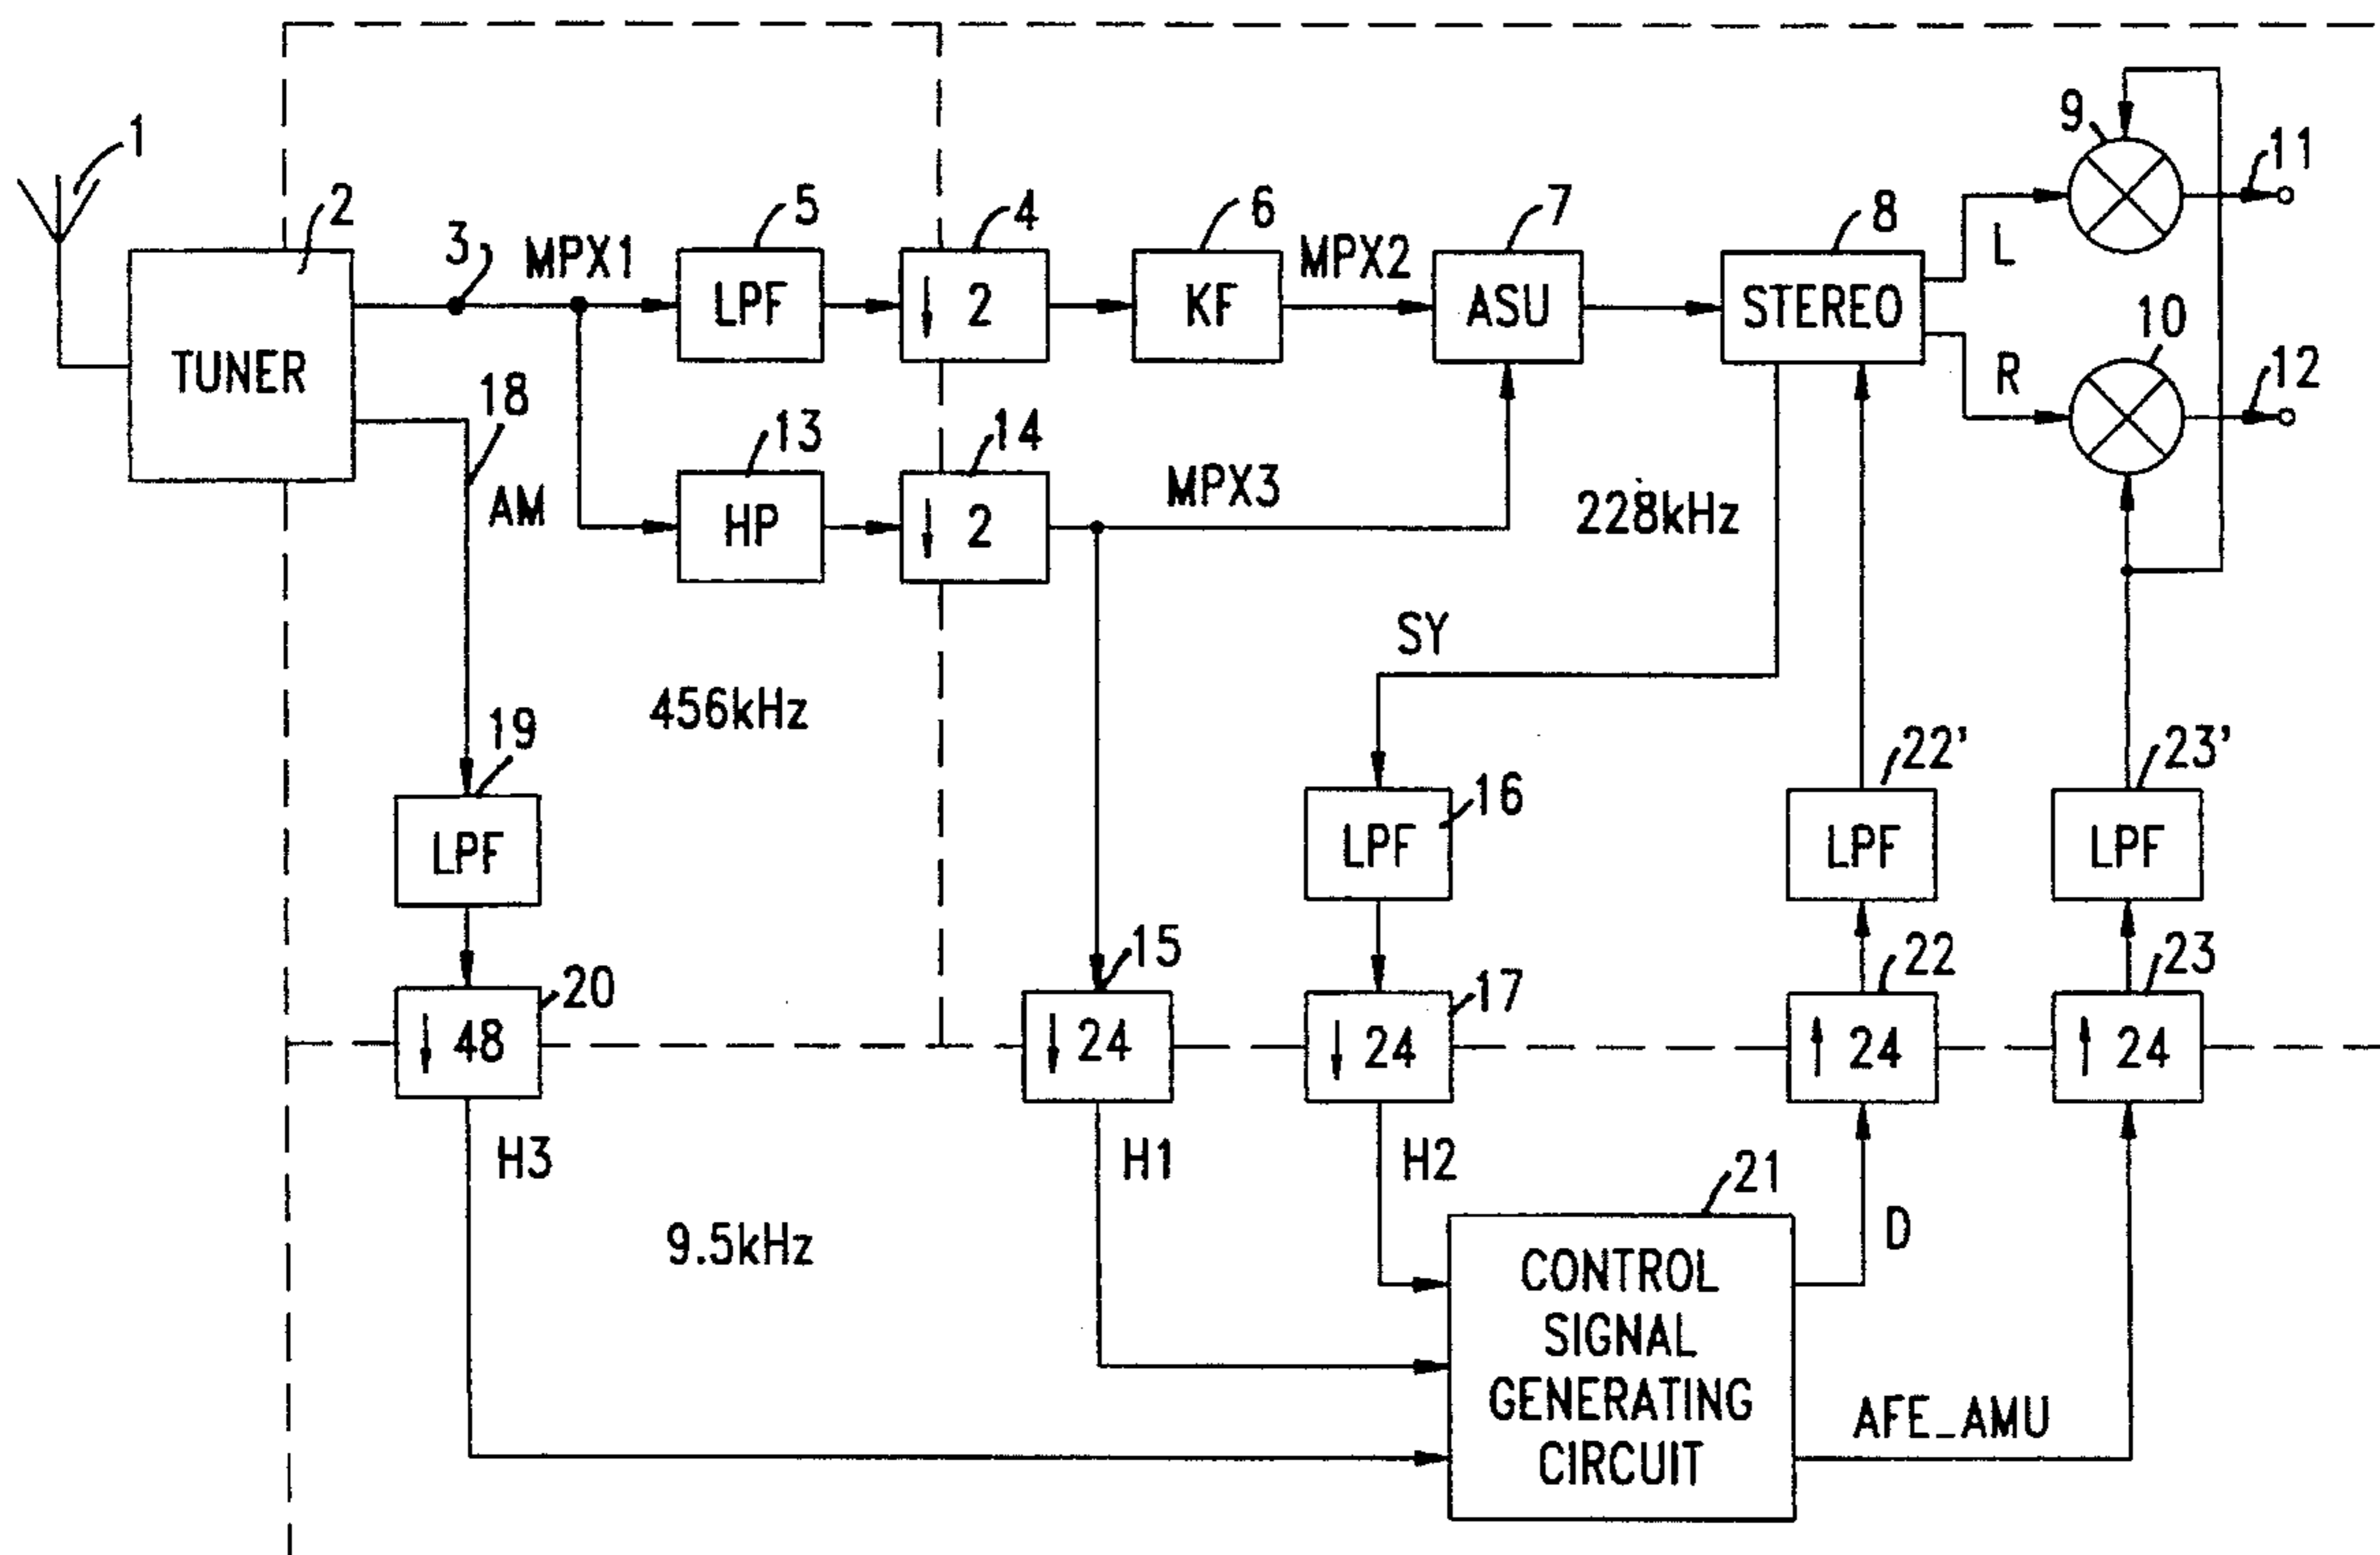 1
2
TUNER
3
MPX1
5
LPF
4
↓ 2
6
KF
MPX2
7
ASU
8
STEREO
L
R
9
10
11
12
18
AM
13
HP
14
↓ 2
MPX3
228kHz
SY
456kHz
19
LPF
16
LPF
22'
LPF
23'
LPF
20
↓ 48
15
↓ 24
17
↓ 24
22
↑ 24
23
↑ 24
H3
H1
H2
9.5kHz
21
CONTROL
SIGNAL
GENERATING
CIRCUIT
D
AFE_AMU